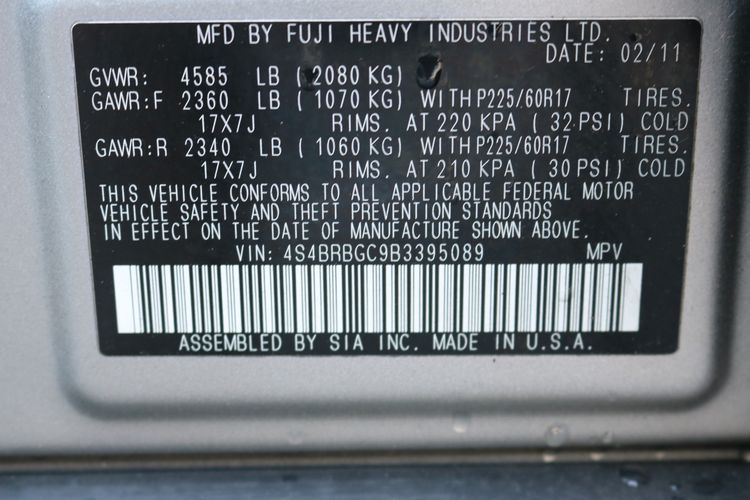 MFD BY FUJI HEAVY INDUSTRIES LTD.
DATE: 02/11
GVWR: 4585 LB ( 2080 KG)
GAWR:F 2360 LB ( 1070 KG) WITH P225/60R17 TIRES.
17X7J RIMS. AT 220 KPA ( 32 PSI) COLD
GAWR:R 2340 LB ( 1060 KG) WITH P225/60R17 TIRES.
17X7J RIMS. AT 210 KPA ( 30 PSI) COLD
THIS VEHICLE CONFORMS TO ALL APPLICABLE FEDERAL MOTOR
VEHICLE SAFETY AND THEFT PREVENTION STANDARDS
IN EFFECT ON THE DATE OF MANUFACTURE SHOWN ABOVE.
VIN: 4S4BRBGC9B3395089 MPV
ASSEMBLED BY SIA INC. MADE IN U.S.A.